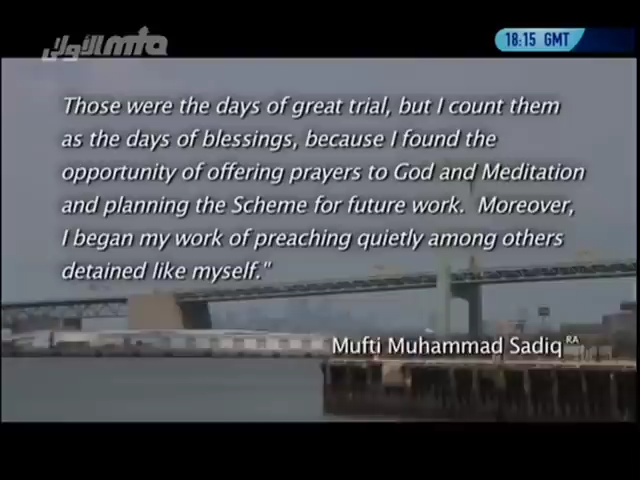 mta الأولى
18:15 GMT
Those were the days of great trial, but I count them
as the days of blessings, because I found the
opportunity of offering prayers to God and Meditation
and planning the Scheme for future work. Moreover,
I began my work of preaching quietly among others
detained like myself."
Mufti Muhammad Sadiq RA